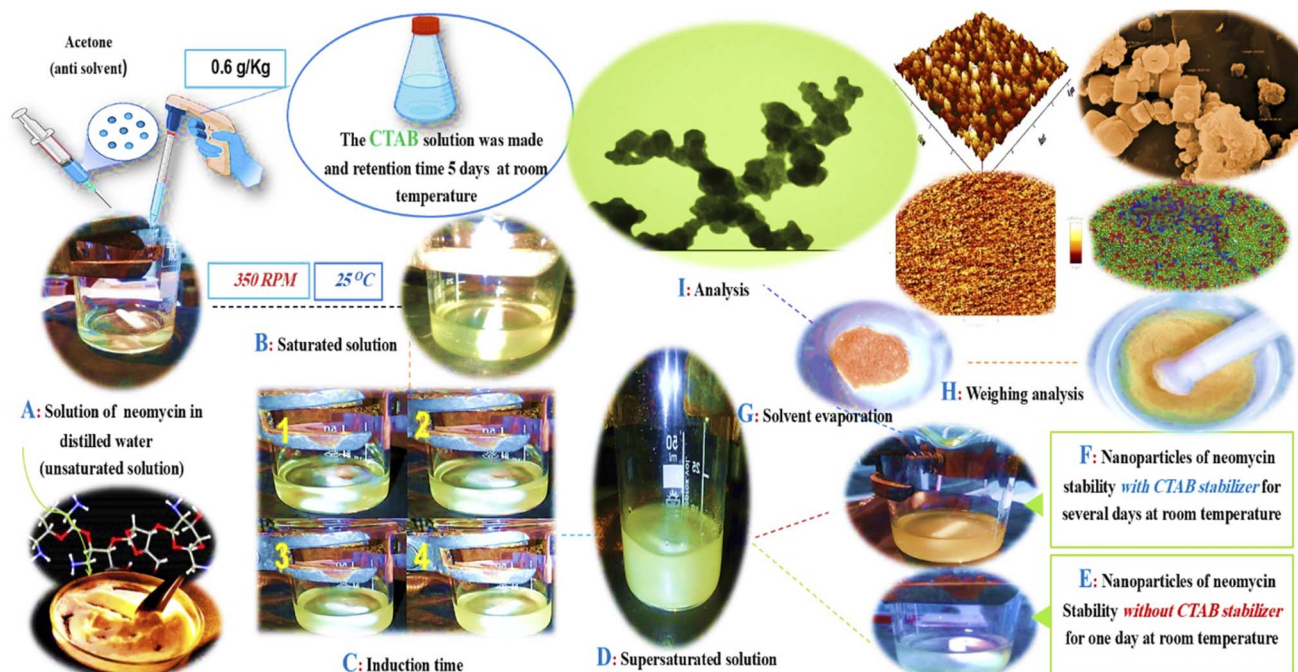 Acetone
(anti solvent)
0.6 g/Kg
The CTAB solution was made
and retention time 5 days at room
temperature
350 RPM
25 °C
B: Saturated solution
I: Analysis
A: Solution of neomycin in
distilled water
(unsaturated solution)
1
2
3
4
C: Induction time
50
ml
D: Supersaturated solution
G: Solvent evaporation
H: Weighing analysis
F: Nanoparticles of neomycin
stability with CTAB stabilizer for
several days at room temperature
E: Nanoparticles of neomycin
Stability without CTAB stabilizer
for one day at room temperature